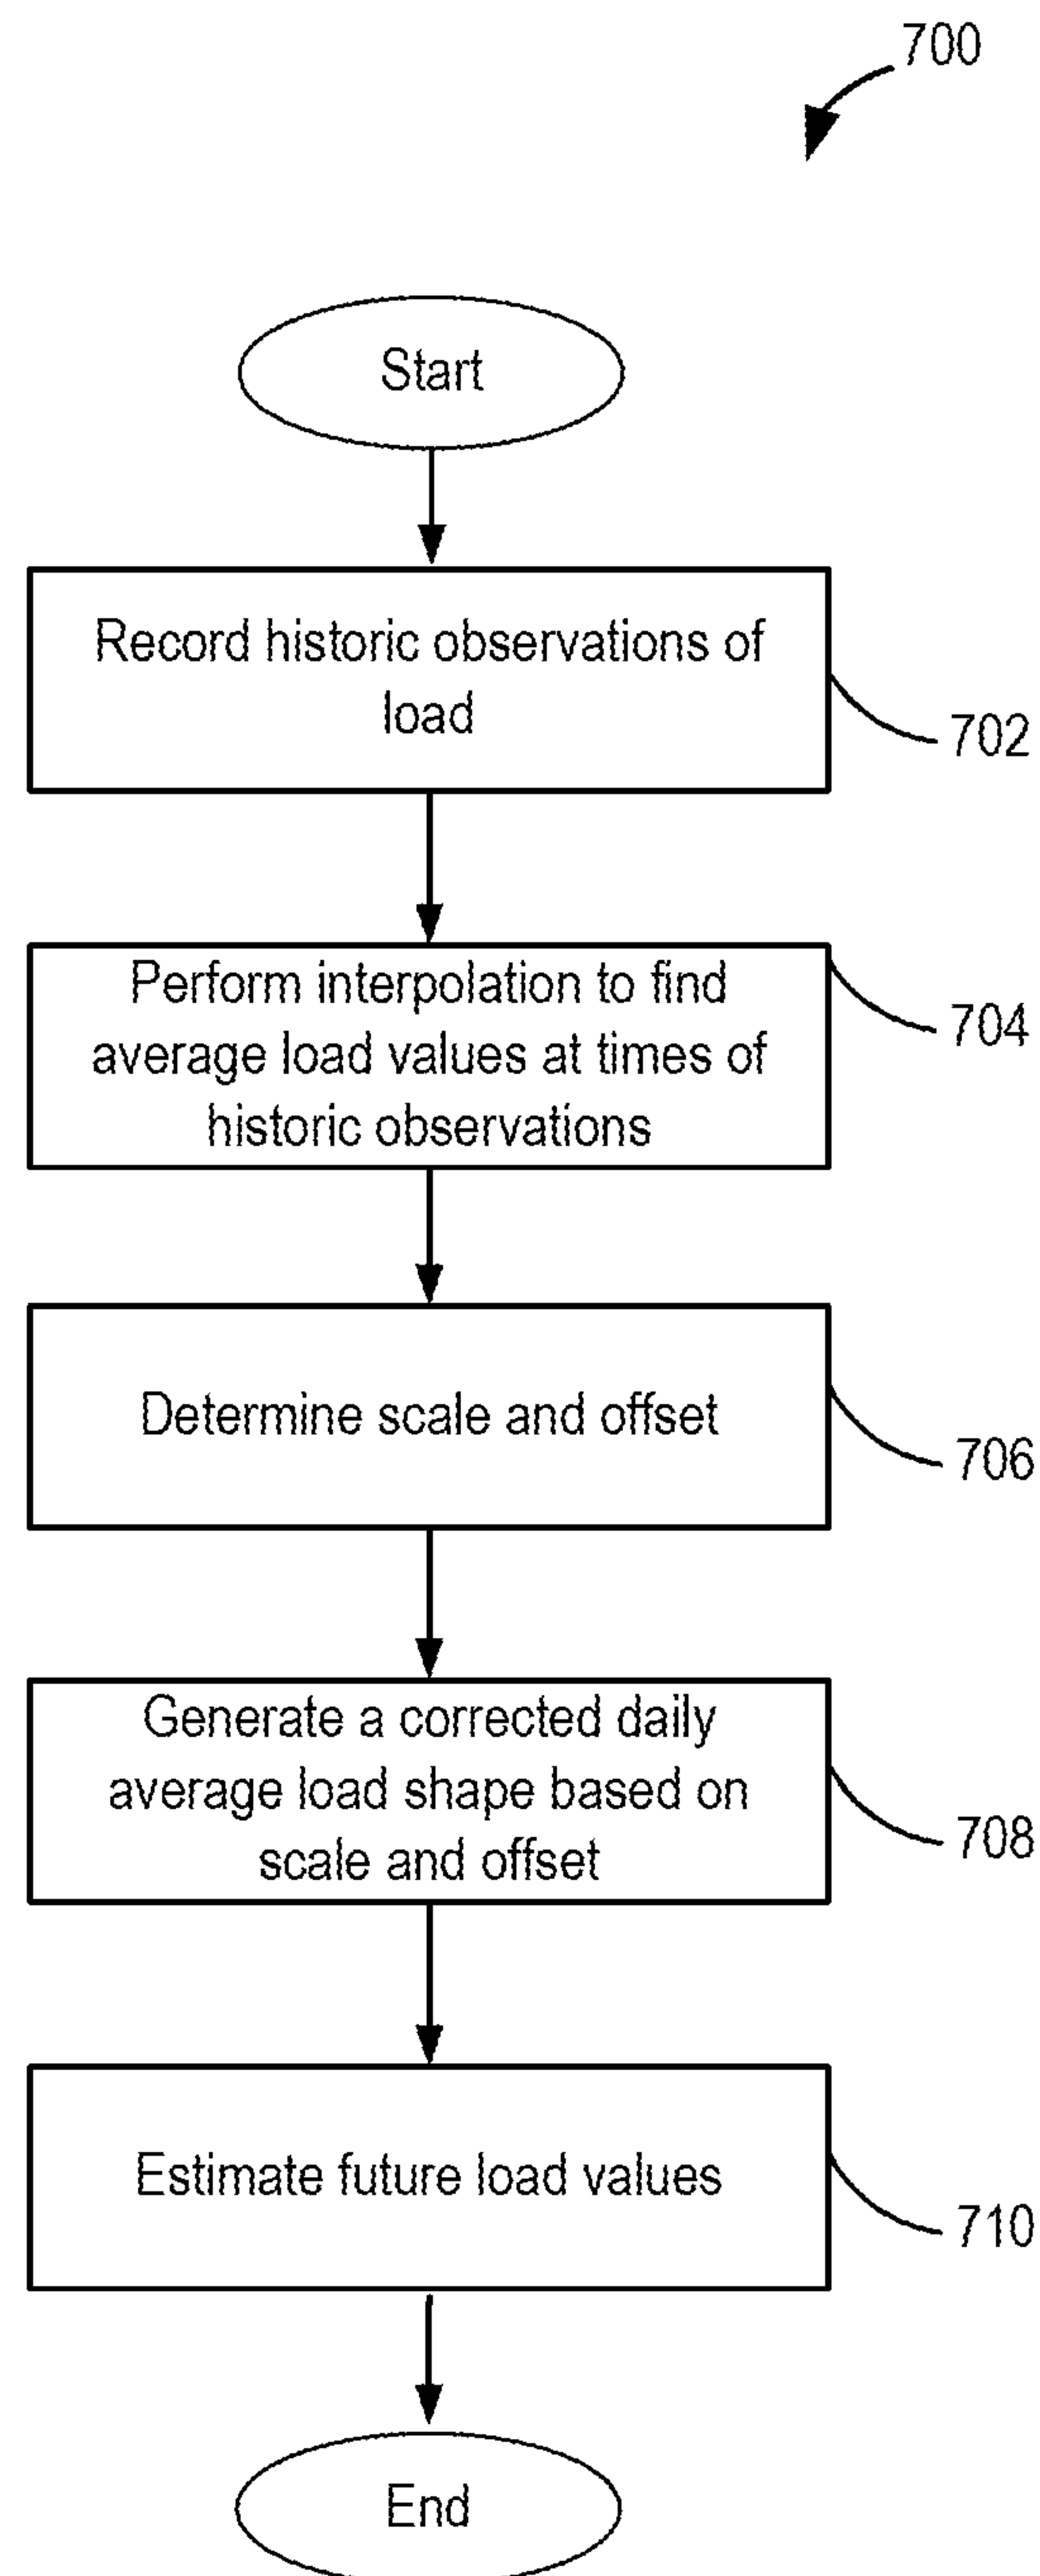 700
Start
Record historic observations of
load
702
Perform interpolation to find
average load values at times of
historic observations
704
Determine scale and offset
706
Generate a corrected daily
average load shape based on
scale and offset
708
Estimate future load values
710
End